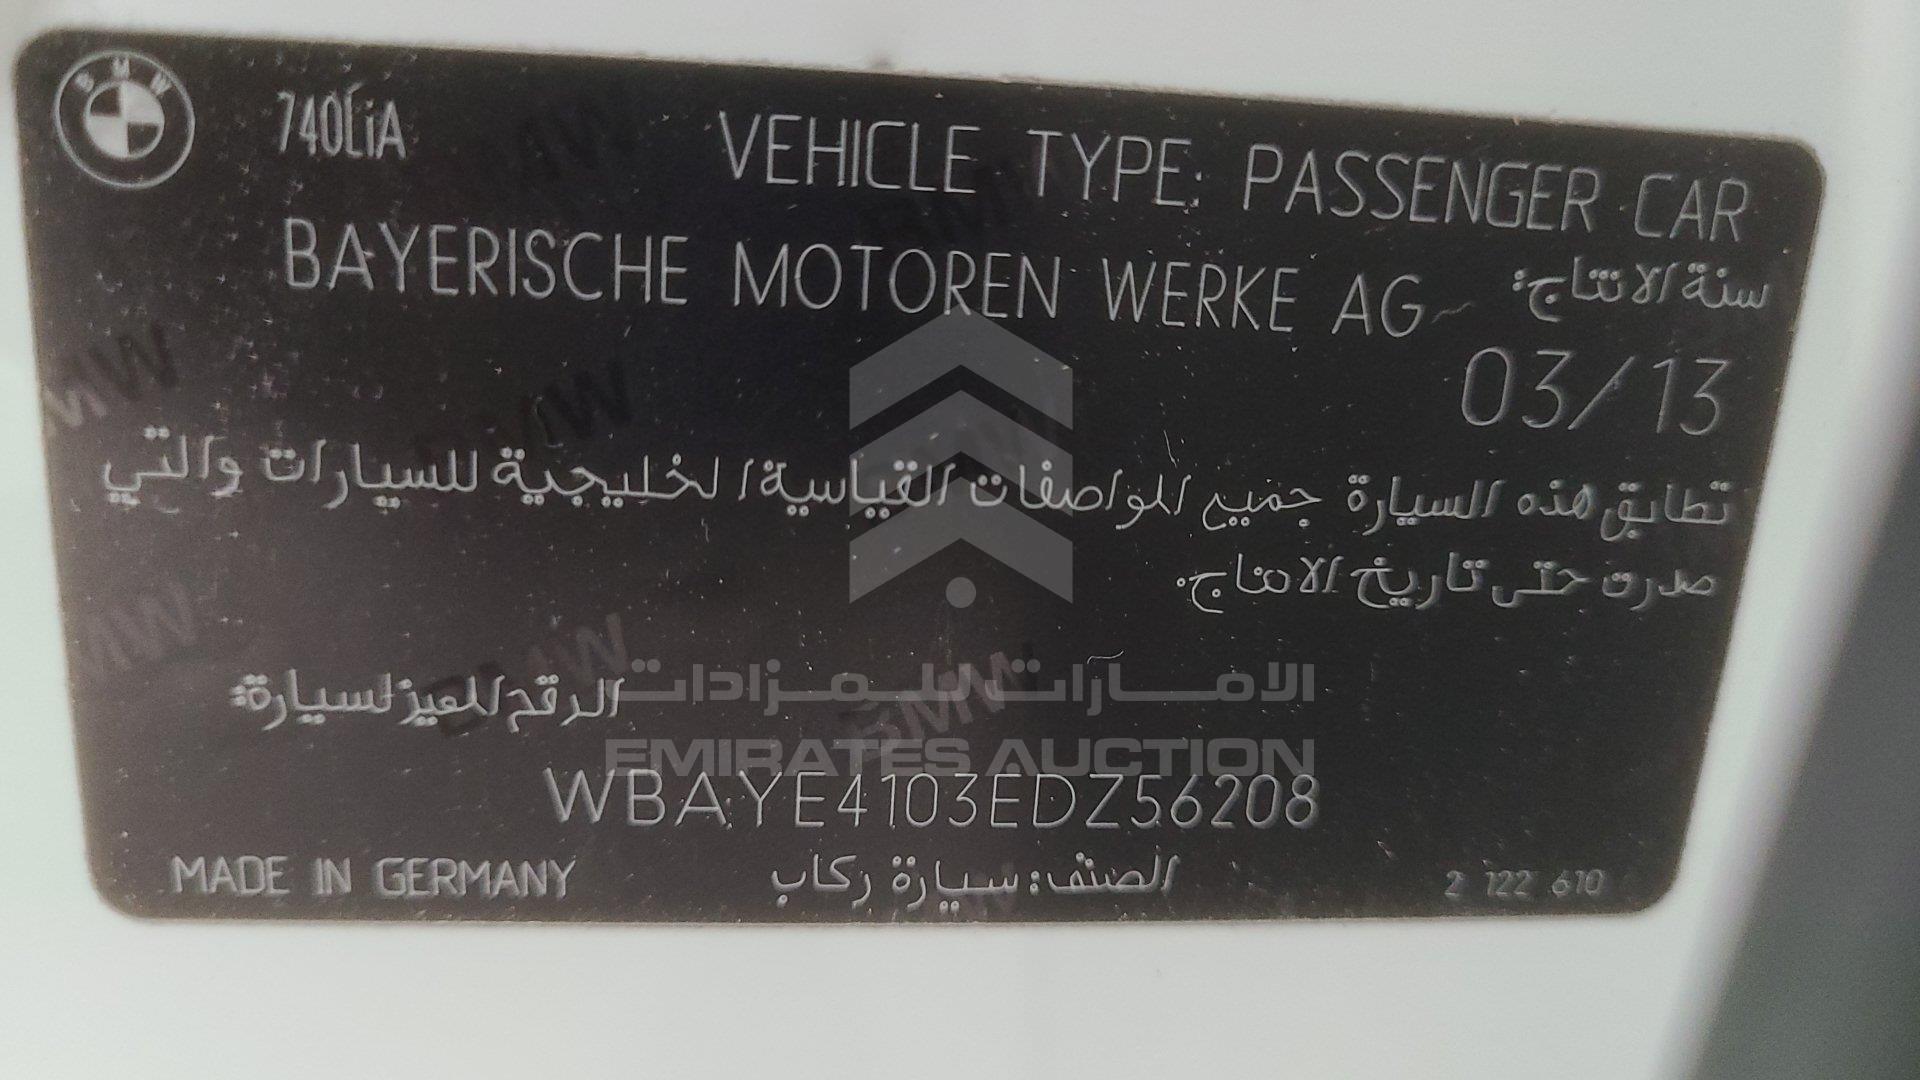 BMW
740LiA
VEHICLE TYPE: PASSENGER CAR
BAYERISCHE MOTOREN WERKE AG
سنة الانتاج:
03/13
تطابق هذه السيارة جميع المواصفات القياسية الخليجية للسيارات والتي
صدرت حتى تاريخ الانتاج.
الرقم المميز لسيارة:
الامارات للمزادات
EMIRATES AUCTION
WBAYE4103EDZ56208
MADE IN GERMANY
الصنف: سيارة ركاب
2 122 610